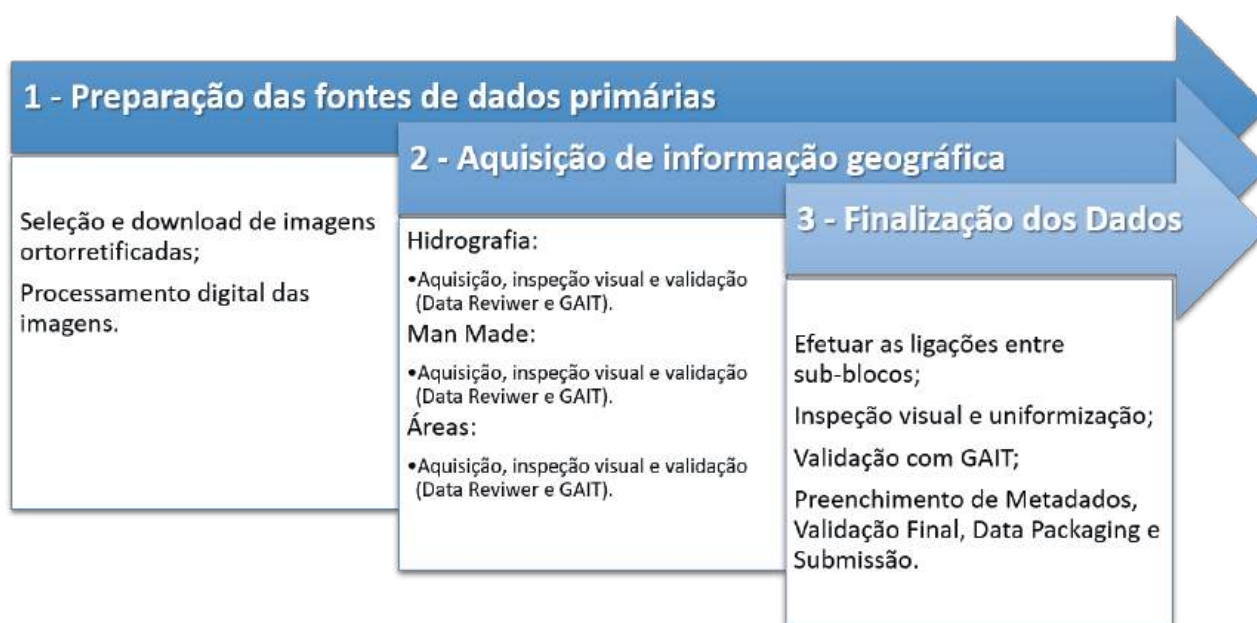 1 - Preparação das fontes de dados primárias
Seleção e download de imagens
ortorretificadas;
Processamento digital das
imagens.
2 - Aquisição de informação geográfica
Hidrografia:
•Aquisição, inspeção visual e validação
(Data Reviwer e GAIT).
Man Made:
•Aquisição, inspeção visual e validação
(Data Reviwer e GAIT).
Áreas:
•Aquisição, inspeção visual e validação
(Data Reviwer e GAIT).
3 - Finalização dos Dados
Efetuar as ligações entre
sub-blocos;
Inspeção visual e uniformização;
Validação com GAIT;
Preenchimento de Metadados,
Validação Final, Data Packaging e
Submissão.